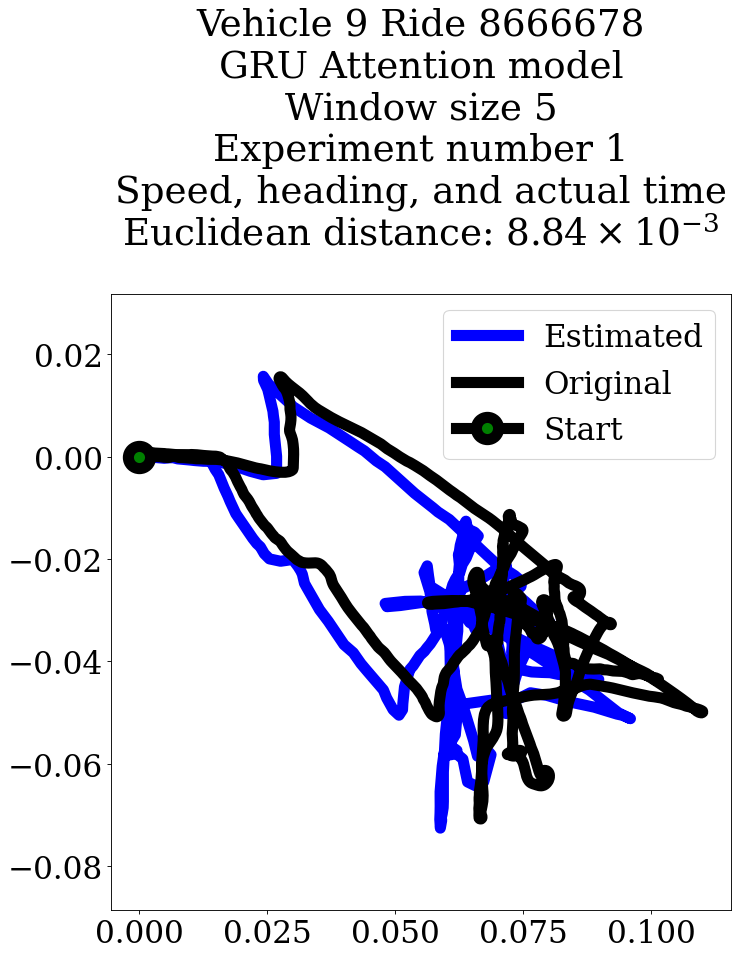 Vehicle 9 Ride 8666678
GRU Attention model
Window size 5
Experiment number 1
Speed, heading, and actual time
Euclidean distance: 8.84 × 10⁻³
Estimated
Original
Start
0.02
0.00
−0.02
−0.04
−0.06
−0.08
0.000 0.025 0.050 0.075 0.100